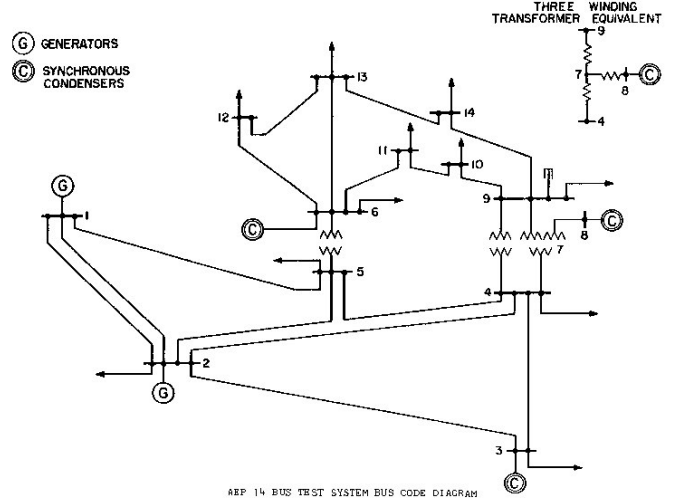 THREE WINDING
TRANSFORMER EQUIVALENT
G GENERATORS
C SYNCHRONOUS
CONDENSERS
9
7
8
C
4
13
14
12
11
10
G
1
9
6
C
8
C
7
5
4
2
G
3
C
AEP 14 BUS TEST SYSTEM BUS CODE DIAGRAM